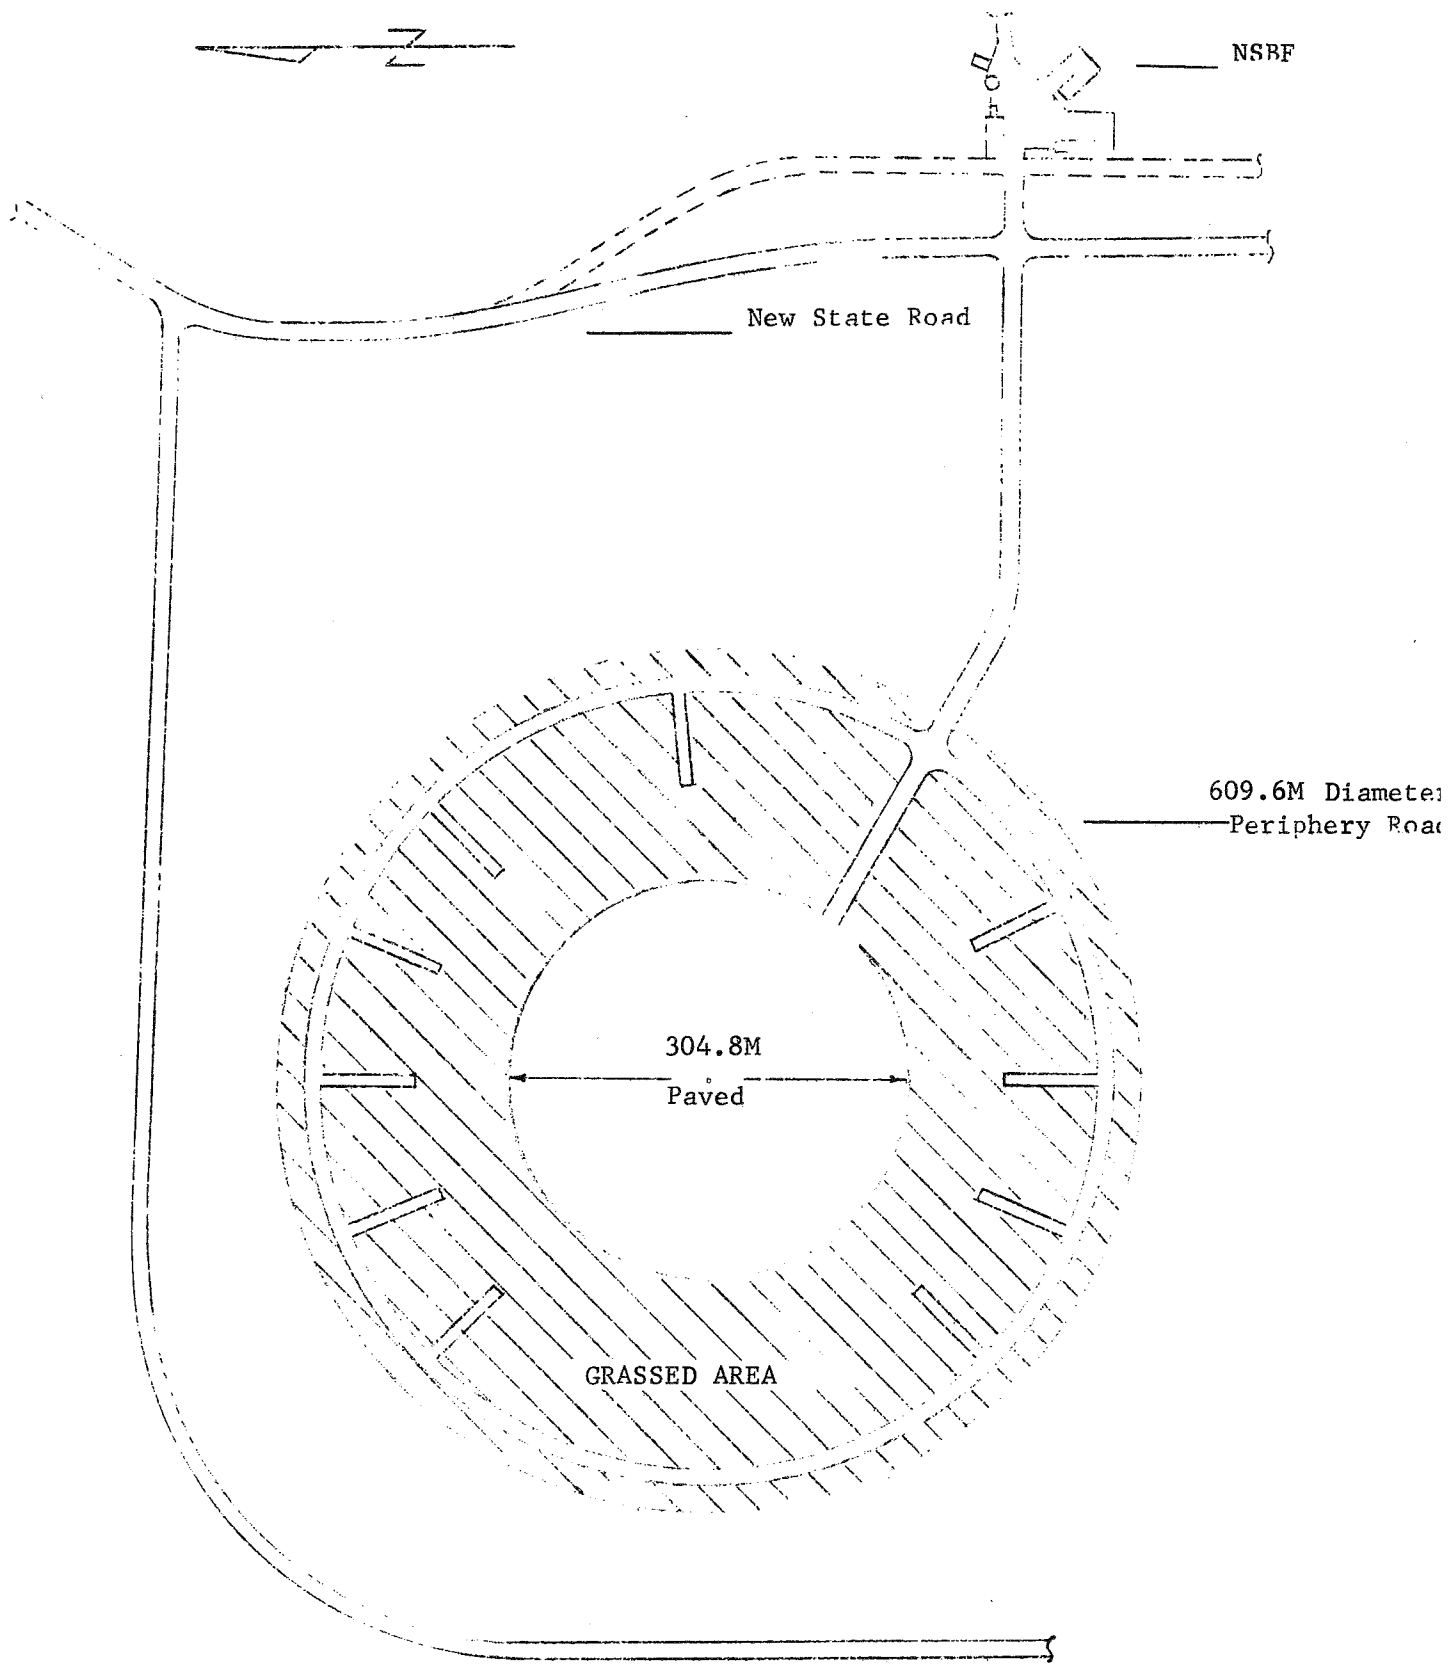 NSBF
New State Road
609.6M Diameter
Periphery Road
304.8M
Paved
GRASSED AREA